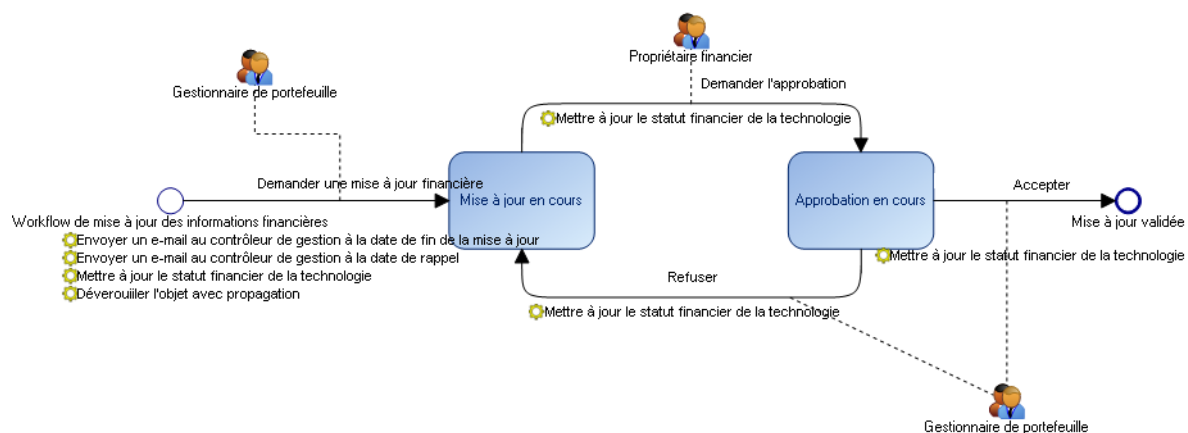 Propriétaire financier
Gestionnaire de portefeuille
Demander l'approbation
Mettre à jour le statut financier de la technologie
Demander une mise à jour financière
Mise à jour en cours
Approbation en cours
Accepter
Workflow de mise à jour des informations financières
Mise à jour validée
Envoyer un e-mail au contrôleur de gestion à la date de fin de la mise à jour
Envoyer un e-mail au contrôleur de gestion à la date de rappel
Mettre à jour le statut financier de la technologie
Déverouiiler l'objet avec propagation
Mettre à jour le statut financier de la technologie
Refuser
Mettre à jour le statut financier de la technologie
Gestionnaire de portefeuille